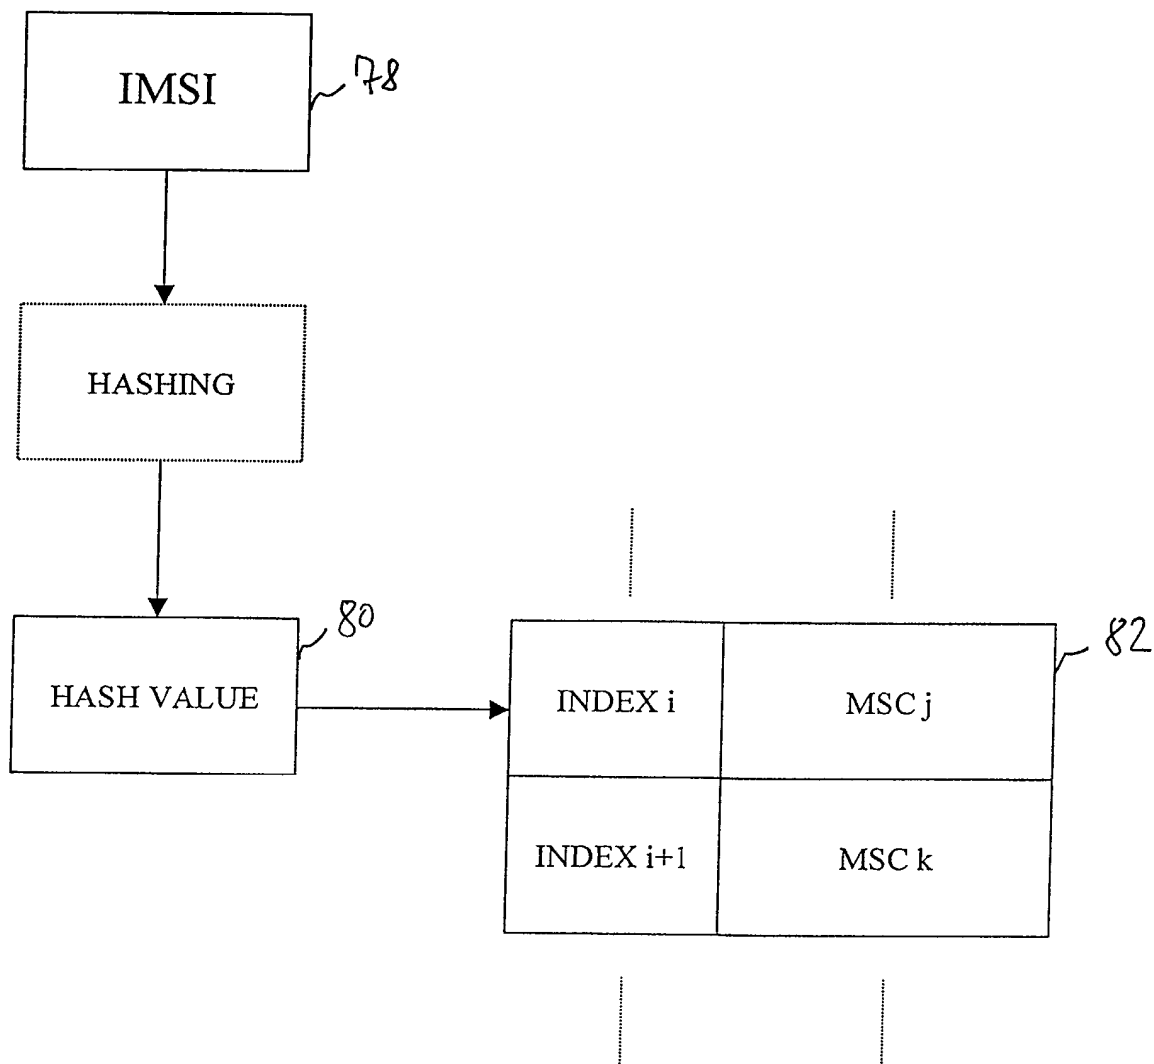 IMSI
78
HASHING
HASH VALUE
80
INDEX i
MSC j
82
INDEX i+1
MSC k